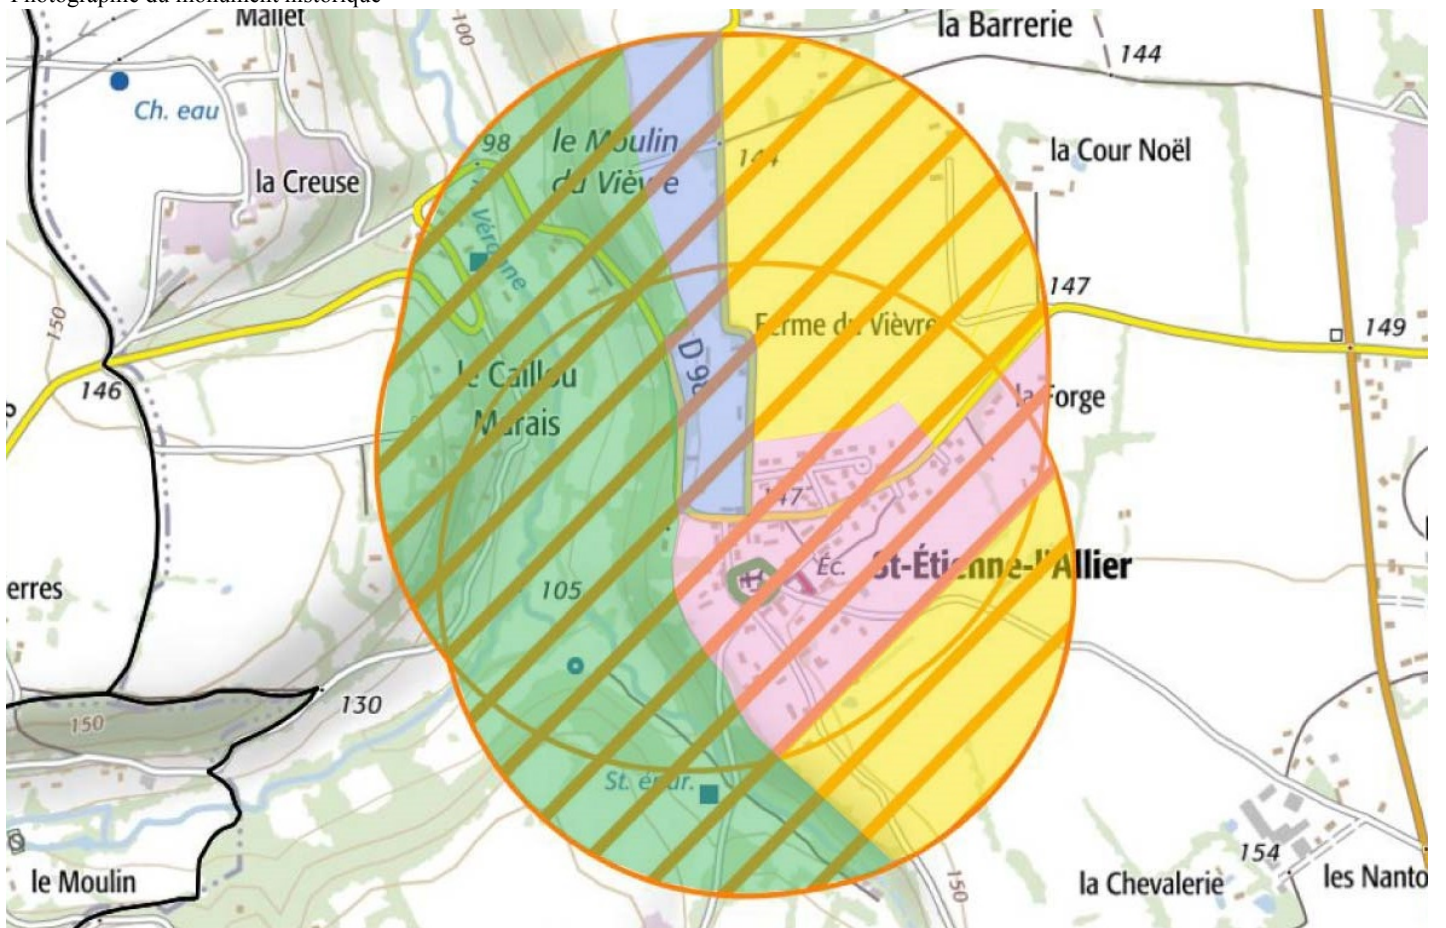 Photographie du monument historique
Mallet
100
la Barrerie
144
Ch. eau
98
le Moulin
du Vièvre
144
la Cour Noël
la Creuse
Véronne
147
150
Ferme du Vièvre
149
D 98
146
le Caillou
Marais
la Forge
147
Éc.
St-Étienne-l'Allier
erres
105
130
150
St. épur.
154
le Moulin
150
la Chevalerie
les Nanto